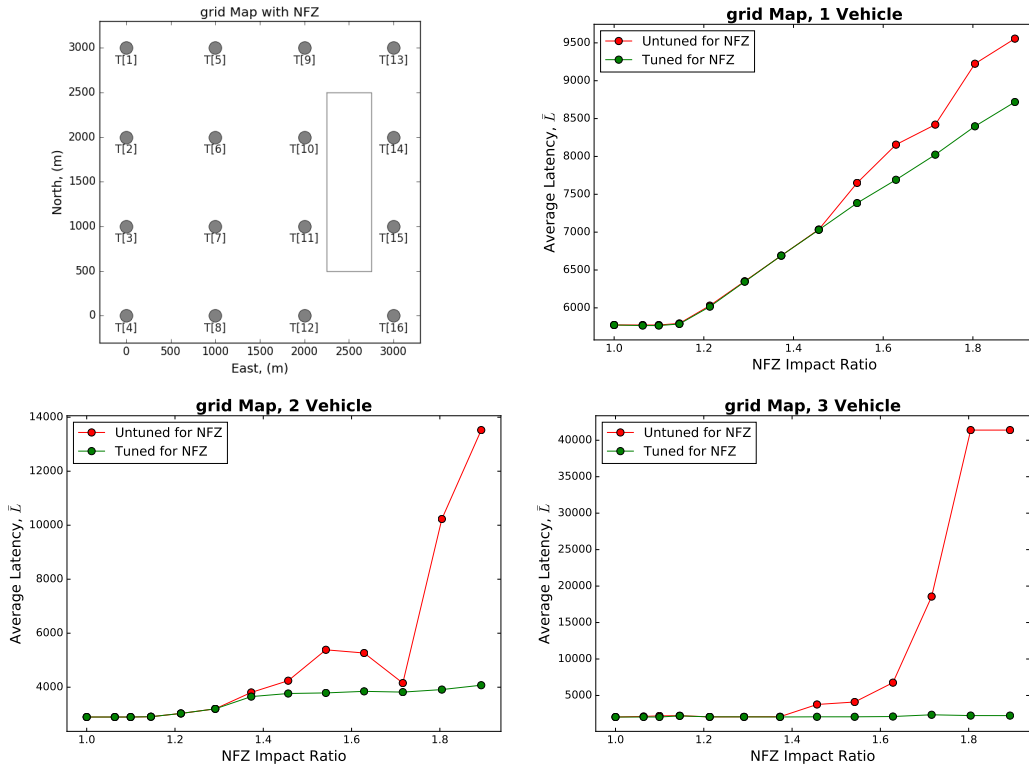 grid Map with NFZ
3000
2500
2000
1500
1000
500
0
T[1] T[5] T[9] T[13]
T[2] T[6] T[10] T[14]
T[3] T[7] T[11] T[15]
T[4] T[8] T[12] T[16]
0 500 1000 1500 2000 2500 3000
East, (m)
North, (m)
grid Map, 1 Vehicle
Untuned for NFZ
Tuned for NFZ
9500
9000
8500
8000
7500
7000
6500
6000
1.0 1.2 1.4 1.6 1.8
NFZ Impact Ratio
Average Latency, L̄
grid Map, 2 Vehicle
Untuned for NFZ
Tuned for NFZ
14000
12000
10000
8000
6000
4000
1.0 1.2 1.4 1.6 1.8
NFZ Impact Ratio
Average Latency, L̄
grid Map, 3 Vehicle
Untuned for NFZ
Tuned for NFZ
40000
35000
30000
25000
20000
15000
10000
5000
1.0 1.2 1.4 1.6 1.8
NFZ Impact Ratio
Average Latency, L̄